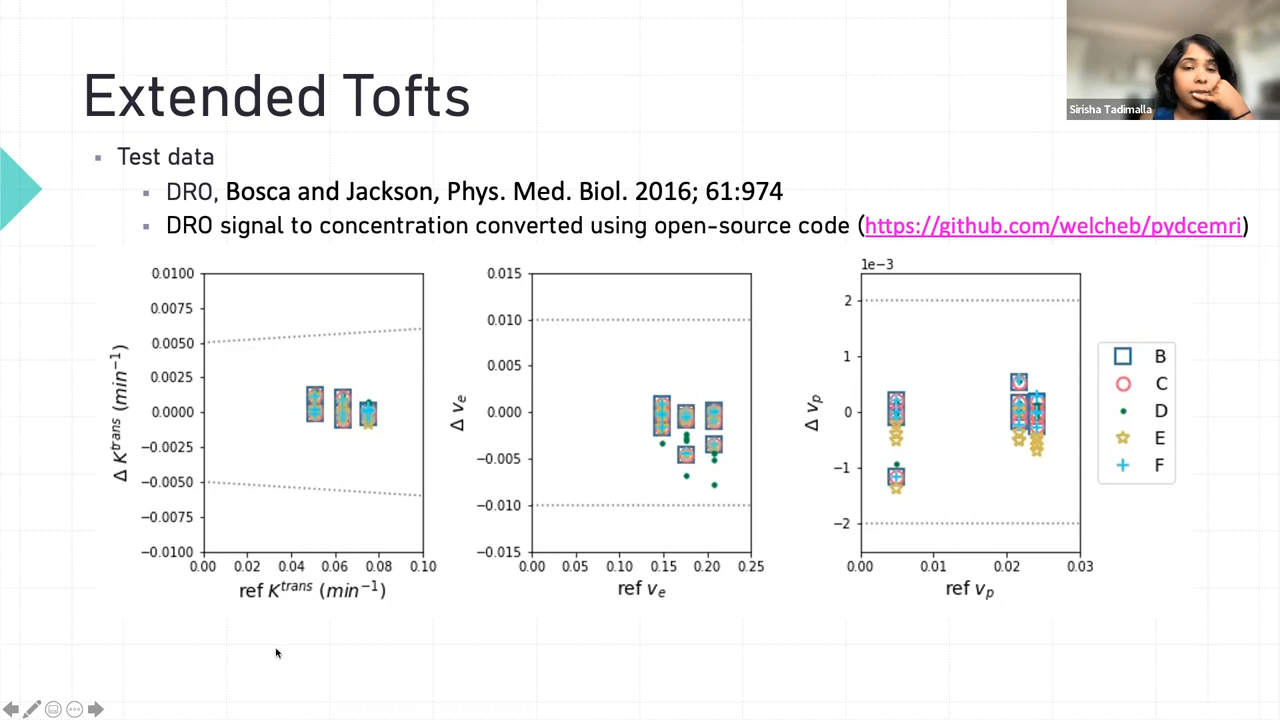 Extended Tofts
Sirisha Tadimalla
Test data
DRO, Bosca and Jackson, Phys. Med. Biol. 2016; 61:974
DRO signal to concentration converted using open-source code (https://github.com/welcheb/pydcemri)
0.0100
0.0075
0.0050
0.0025
0.0000
−0.0025
−0.0050
−0.0075
−0.0100
Δ K^trans (min^−1)
0.00 0.02 0.04 0.06 0.08 0.10
ref K^trans (min^−1)
0.015
0.010
0.005
0.000
−0.005
−0.010
−0.015
Δ v_e
0.00 0.05 0.10 0.15 0.20 0.25
ref v_e
1e−3
2
1
0
−1
−2
Δ v_p
0.00 0.01 0.02 0.03
ref v_p
B
C
D
E
F